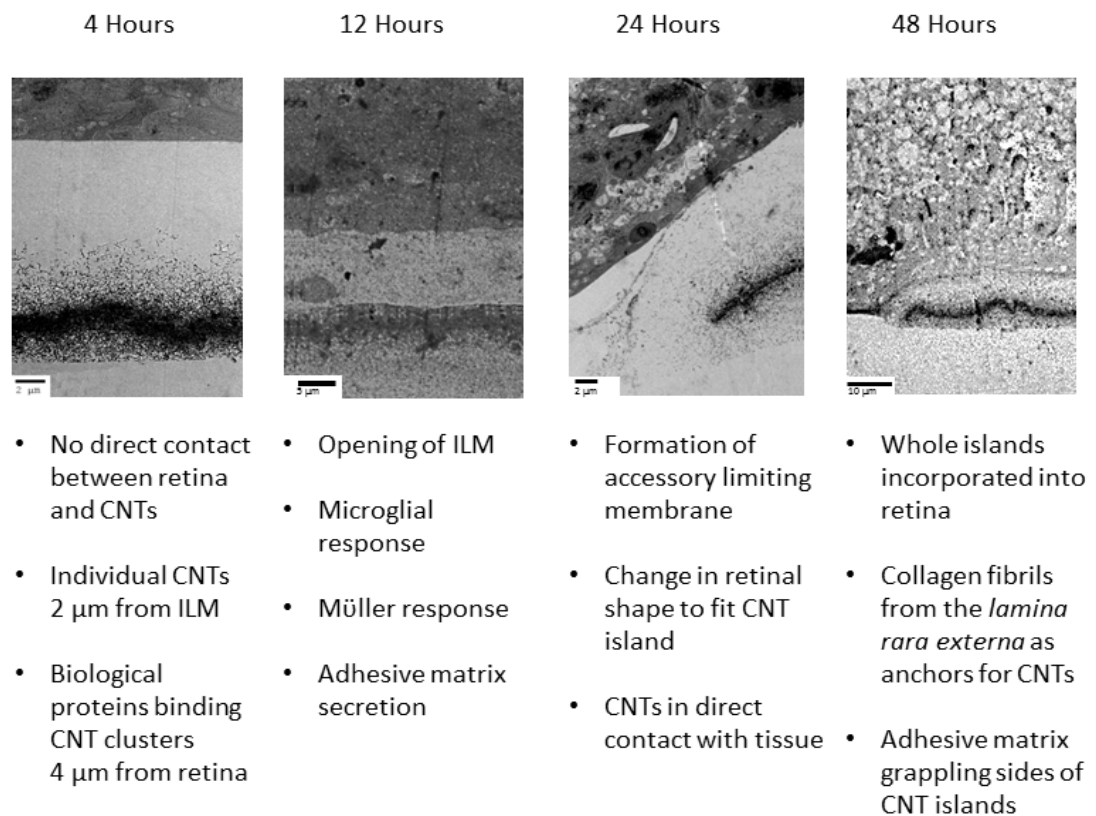 4 Hours
12 Hours
24 Hours
48 Hours
2 μm
5 μm
2 μm
10 μm
• No direct contact
between retina
and CNTs
• Individual CNTs
2 μm from ILM
• Biological
proteins binding
CNT clusters
4 μm from retina
• Opening of ILM
• Microglial
response
• Müller response
• Adhesive matrix
secretion
• Formation of
accessory limiting
membrane
• Change in retinal
shape to fit CNT
island
• CNTs in direct
contact with tissue
• Whole islands
incorporated into
retina
• Collagen fibrils
from the lamina
rara externa as
anchors for CNTs
• Adhesive matrix
grappling sides of
CNT islands